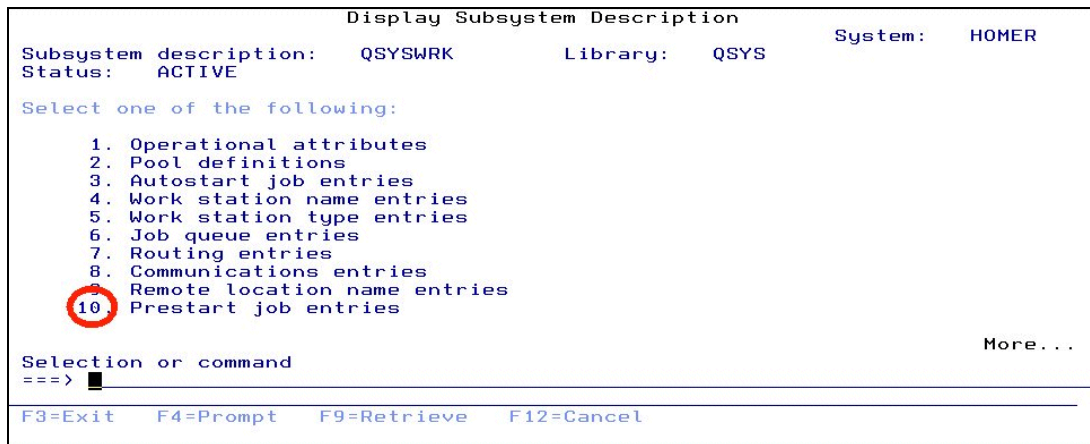 Display Subsystem Description
System: HOMER
Subsystem description: QSYSWRK Library: QSYS
Status: ACTIVE
Select one of the following:
1. Operational attributes
2. Pool definitions
3. Autostart job entries
4. Work station name entries
5. Work station type entries
6. Job queue entries
7. Routing entries
8. Communications entries
9. Remote location name entries
10. Prestart job entries
More...
Selection or command
===>
F3=Exit F4=Prompt F9=Retrieve F12=Cancel